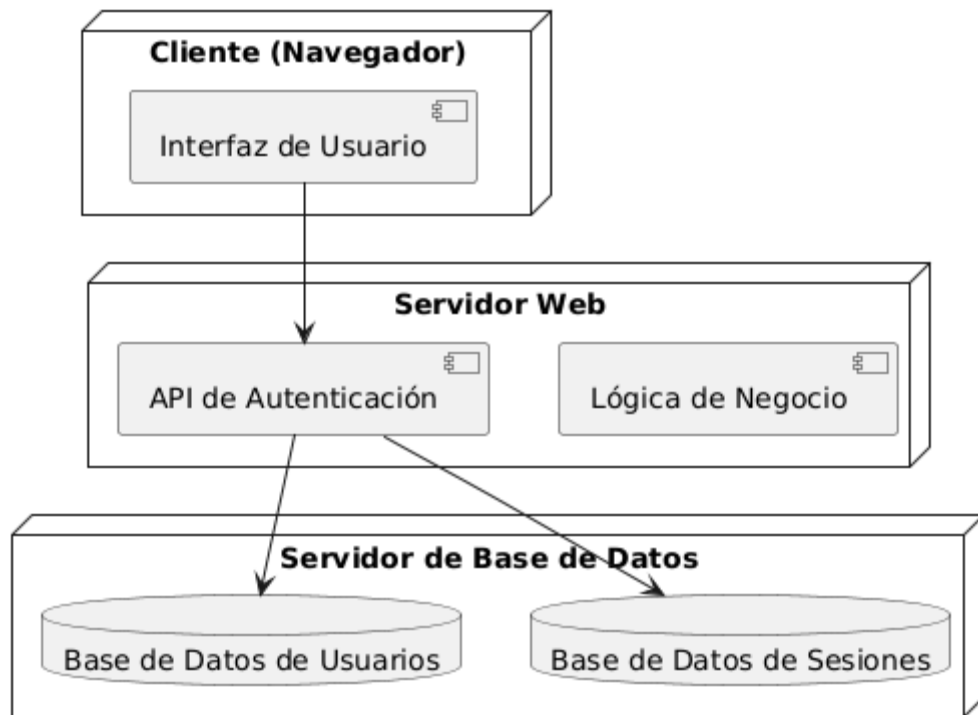 Cliente (Navegador)
Interfaz de Usuario
Servidor Web
API de Autenticación
Lógica de Negocio
Servidor de Base de Datos
Base de Datos de Usuarios
Base de Datos de Sesiones